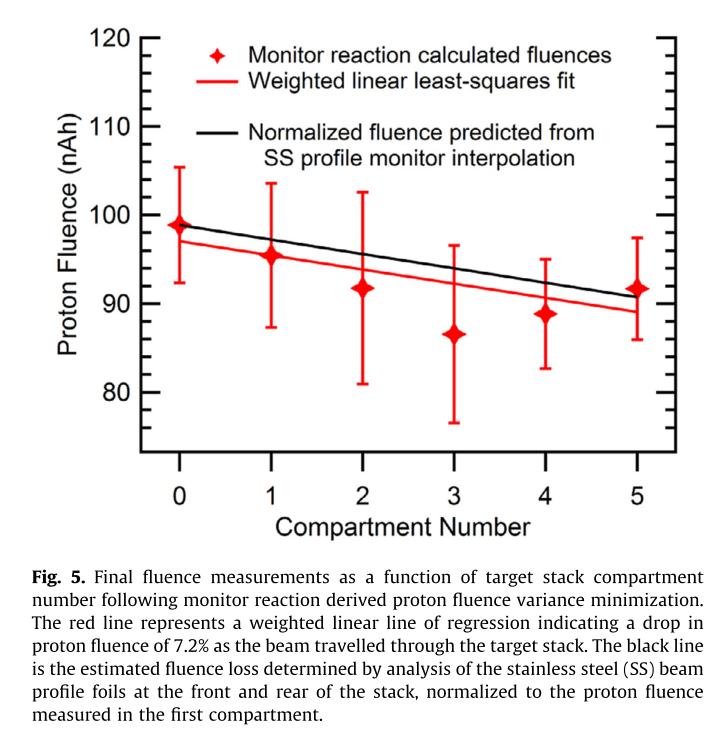 120
110
100
90
80
Proton Fluence (nAh)
Monitor reaction calculated fluences
Weighted linear least-squares fit
Normalized fluence predicted from
SS profile monitor interpolation
0 1 2 3 4 5
Compartment Number
Fig. 5. Final fluence measurements as a function of target stack compartment
number following monitor reaction derived proton fluence variance minimization.
The red line represents a weighted linear line of regression indicating a drop in
proton fluence of 7.2% as the beam travelled through the target stack. The black line
is the estimated fluence loss determined by analysis of the stainless steel (SS) beam
profile foils at the front and rear of the stack, normalized to the proton fluence
measured in the first compartment.